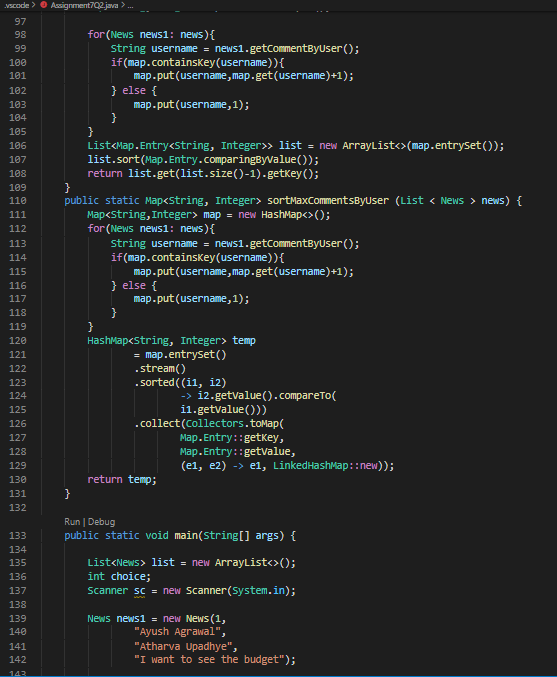 .vscode > Assignment7Q2.java > ...
97
98 for(News news1: news){
99 String username = news1.getCommentByUser();
100 if(map.containsKey(username)){
101 map.put(username,map.get(username)+1);
102 } else {
103 map.put(username,1);
104 }
105 }
106 List<Map.Entry<String, Integer>> list = new ArrayList<>(map.entrySet());
107 list.sort(Map.Entry.comparingByValue());
108 return list.get(list.size()-1).getKey();
109 }
110 public static Map<String, Integer> sortMaxCommentsByUser (List < News > news) {
111 Map<String,Integer> map = new HashMap<>();
112 for(News news1: news){
113 String username = news1.getCommentByUser();
114 if(map.containsKey(username)){
115 map.put(username,map.get(username)+1);
116 } else {
117 map.put(username,1);
118 }
119 }
120 HashMap<String, Integer> temp
121 = map.entrySet()
122 .stream()
123 .sorted((i1, i2)
124 -> i2.getValue().compareTo(
125 i1.getValue()))
126 .collect(Collectors.toMap(
127 Map.Entry::getKey,
128 Map.Entry::getValue,
129 (e1, e2) -> e1, LinkedHashMap::new));
130 return temp;
131 }
132
Run | Debug
133 public static void main(String[] args) {
134
135 List<News> list = new ArrayList<>();
136 int choice;
137 Scanner sc = new Scanner(System.in);
138
139 News news1 = new News(1,
140 "Ayush Agrawal",
141 "Atharva Upadhye",
142 "I want to see the budget");
143